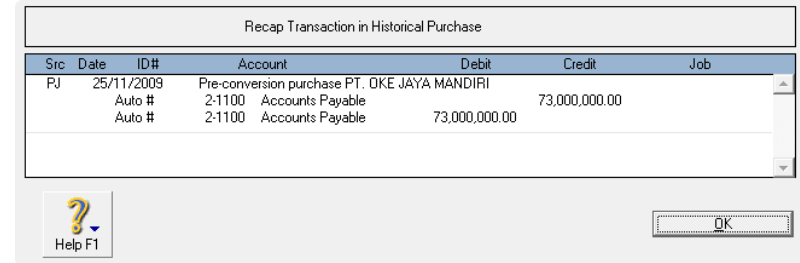 Recap Transaction in Historical Purchase
Src Date ID# Account Debit Credit Job
PJ 25/11/2009 Pre-conversion purchase PT. OKE JAYA MANDIRI
Auto # 2-1100 Accounts Payable 73,000,000.00
Auto # 2-1100 Accounts Payable 73,000,000.00
Help F1
OK